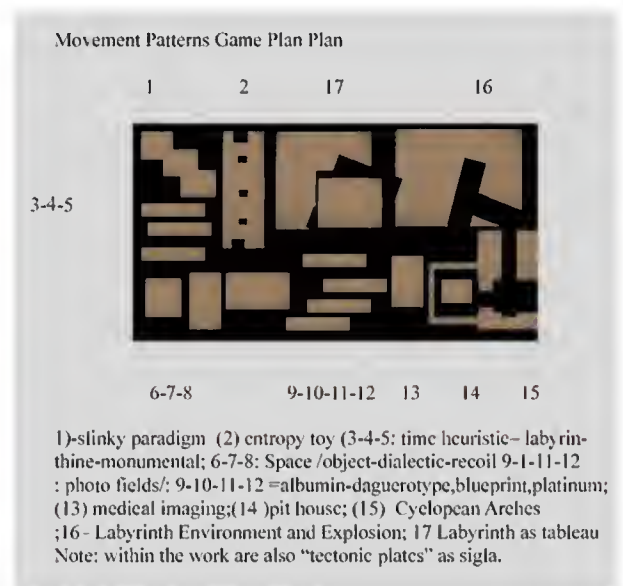 Movement Patterns Game Plan Plan
1 2 17 16
3-4-5
6-7-8 9-10-11-12 13 14 15
1)-slinky paradigm (2) entropy toy (3-4-5: time heuristic– labyrin-
thine-monumental; 6-7-8: Space /object-dialectic-recoil 9-1-11-12
: photo fields/; 9-10-11-12 =albumin-daguerotype,blueprint,platinum;
(13) medical imaging;(14 )pit house; (15) Cyclopean Arches
;16 - Labyrinth Environment and Explosion; 17 Labyrinth as tableau
Note: within the work are also “tectonic plates” as sigla.